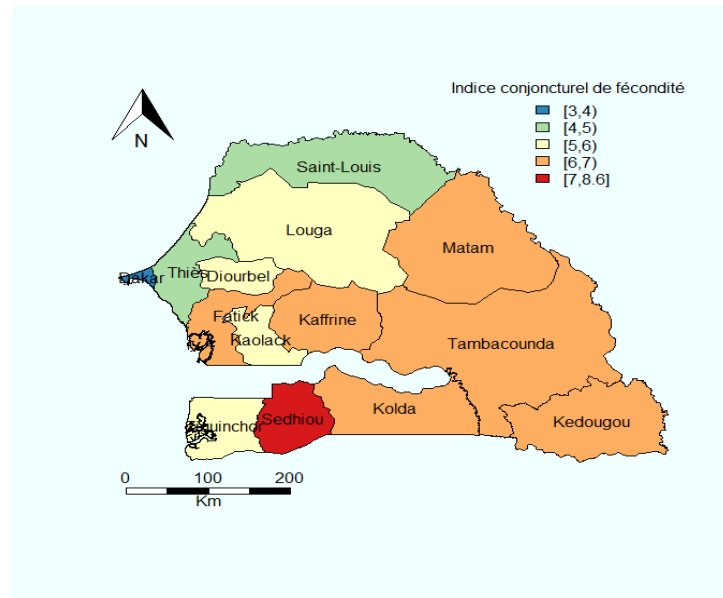 Indice conjoncturel de fécondité
[3,4)
[4,5)
[5,6)
[6,7)
[7,8.6]
N
Saint-Louis
Louga
Matam
Dakar
Thiès
Diourbel
Fatick
Kaolack
Kaffrine
Tambacounda
Sedhiou
Kolda
Kedougou
0 100 200
Km